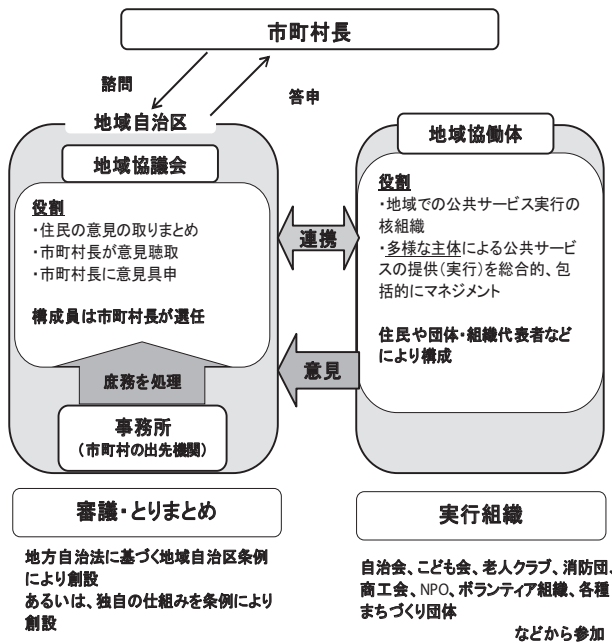 市町村長
諮問
答申
地域自治区
地域協議会
役割
・住民の意見の取りまとめ
・市町村長が意見聴取
・市町村長に意見具申
構成員は市町村長が選任
庶務を処理
事務所
(市町村の出先機関)
連携
意見
地域協働体
役割
・地域での公共サービス実行の
核組織
・多様な主体による公共サービ
スの提供(実行)を総合的、包
括的にマネジメント
住民や団体・組織代表者など
により構成
審議・とりまとめ
地方自治法に基づく地域自治区条例
により創設
あるいは、独自の仕組みを条例により
創設
実行組織
自治会、こども会、老人クラブ、消防団、
商工会、NPO、ボランティア組織、各種
まちづくり団体
などから参加